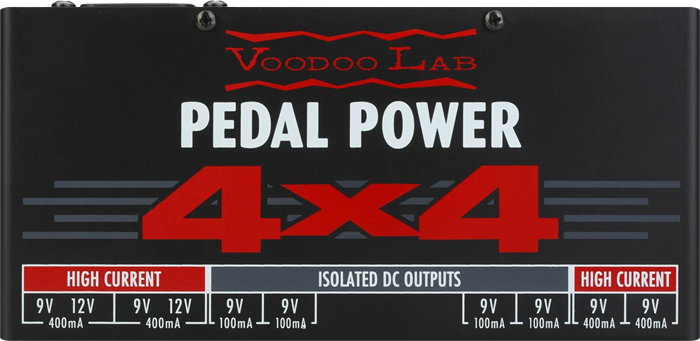 VOODOO LAB
PEDAL POWER
4x4
HIGH CURRENT ISOLATED DC OUTPUTS HIGH CURRENT
9V 12V 9V 12V 9V 9V 9V 9V 9V 9V
400mA 400mA 100mA 100mA 100mA 100mA 400mA 400mA